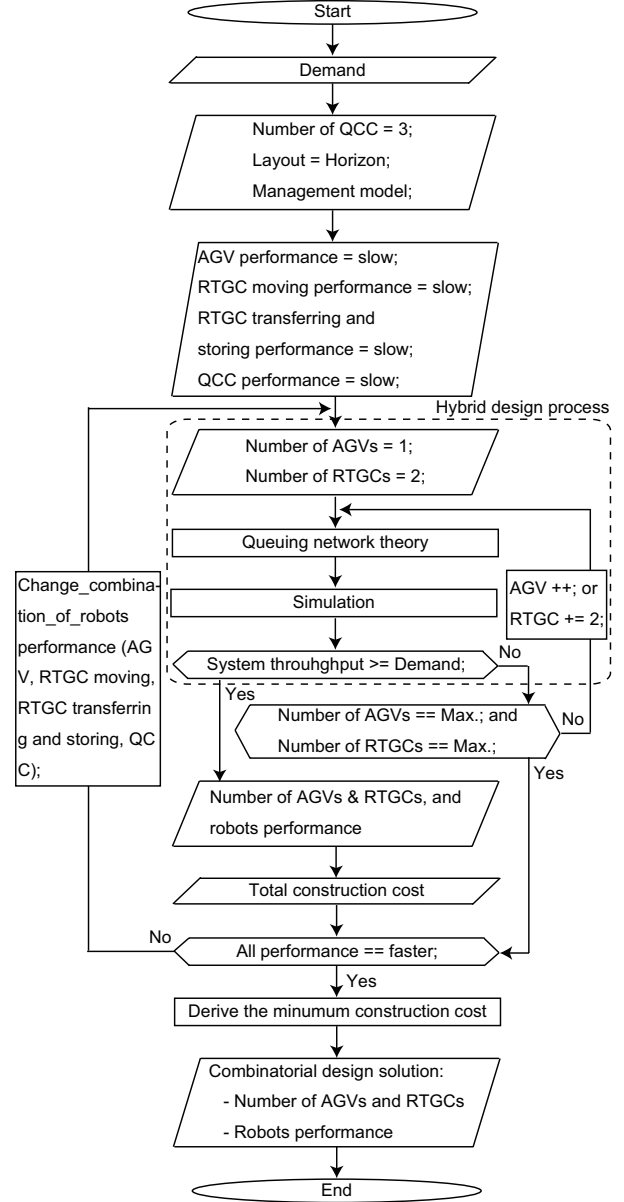 Start
Demand
Number of QCC = 3;
Layout = Horizon;
Management model;
AGV performance = slow;
RTGC moving performance = slow;
RTGC transferring and
storing performance = slow;
QCC performance = slow;
Hybrid design process
Number of AGVs = 1;
Number of RTGCs = 2;
Queuing network theory
Simulation
System throuhghput >= Demand;
No
Yes
AGV ++; or
RTGC += 2;
Number of AGVs == Max.; and
Number of RTGCs == Max.;
No
Yes
Change_combina-
tion_of_robots
performance (AG
V, RTGC moving,
RTGC transferrin
g and storing, QC
C);
Number of AGVs & RTGCs, and
robots performance
Total construction cost
All performance == faster;
No
Yes
Derive the minumum construction cost
Combinatorial design solution:
- Number of AGVs and RTGCs
- Robots performance
End